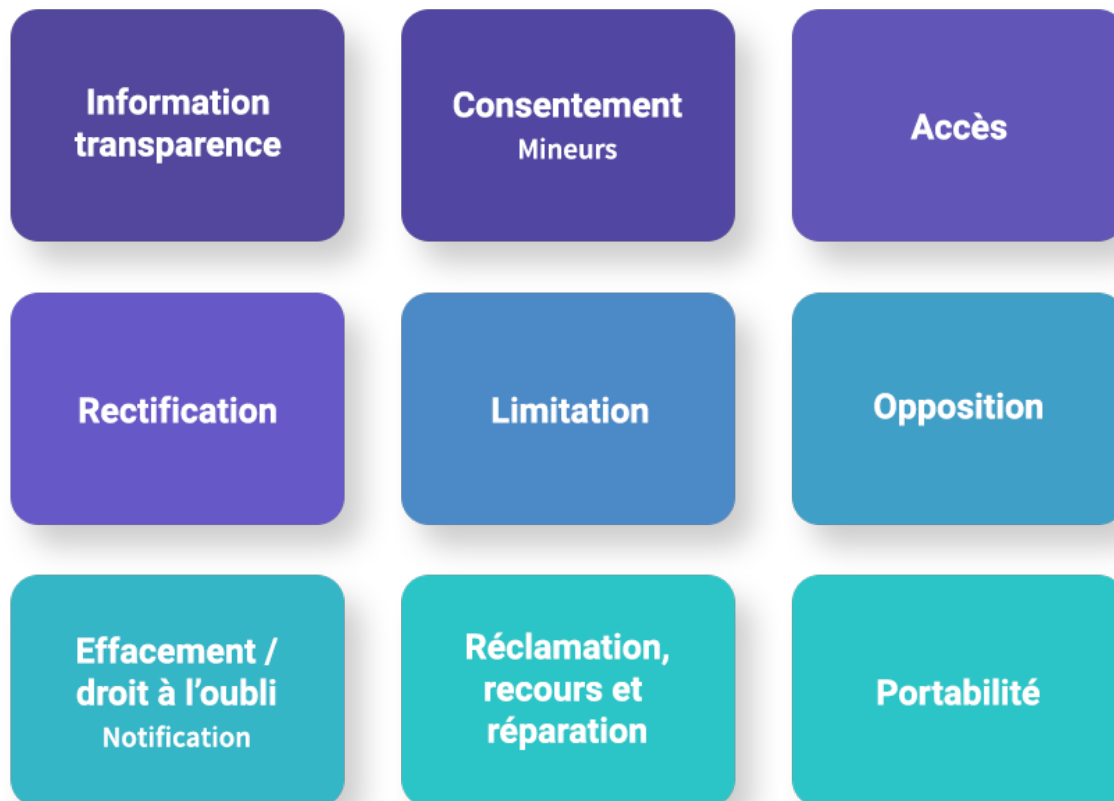 Information
transparence
Consentement
Mineurs
Accès
Rectification
Limitation
Opposition
Effacement /
droit à l’oubli
Notification
Réclamation,
recours et
réparation
Portabilité